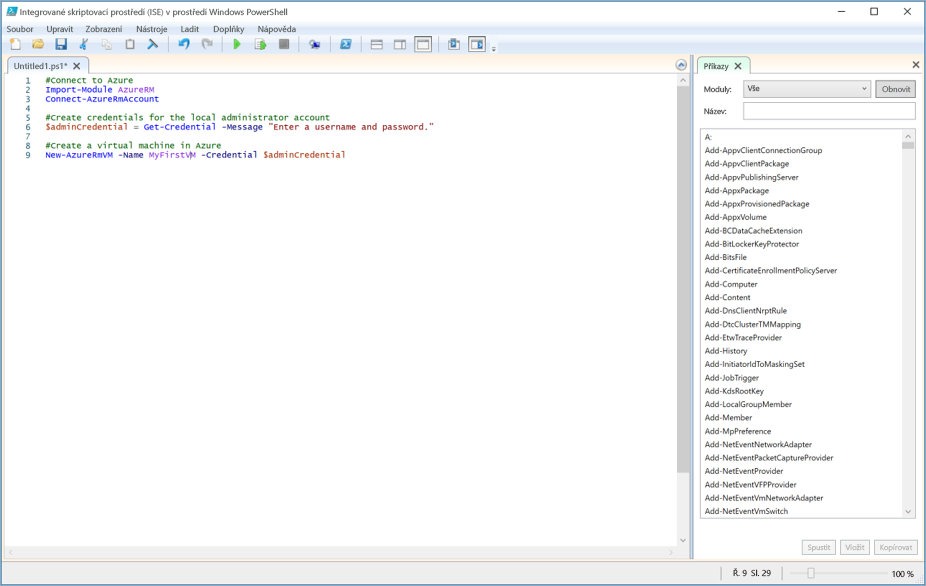 Integrované skriptovací prostředí (ISE) v prostředí Windows PowerShell
Soubor Upravit Zobrazení Nástroje Ladit Doplňky Nápověda
Untitled1.ps1* X
1 #Connect to Azure
2 Import-Module AzureRM
3 Connect-AzureRmAccount
4
5 #Create credentials for the local administrator account
6 $adminCredential = Get-Credential -Message "Enter a username and password."
7
8 #Create a virtual machine in Azure
9 New-AzureRmVM -Name MyFirstVM -Credential $adminCredential
Příkazy X
Moduly: Vše Obnovit
Název:
A:
Add-AppvClientConnectionGroup
Add-AppvClientPackage
Add-AppvPublishingServer
Add-AppxPackage
Add-AppxProvisionedPackage
Add-AppxVolume
Add-BCDataCacheExtension
Add-BitLockerKeyProtector
Add-BitsFile
Add-CertificateEnrollmentPolicyServer
Add-Computer
Add-Content
Add-DnsClientNrptRule
Add-DtcClusterTMMapping
Add-EtwTraceProvider
Add-History
Add-InitiatorIdToMaskingSet
Add-JobTrigger
Add-KdsRootKey
Add-LocalGroupMember
Add-Member
Add-MpPreference
Add-NetEventNetworkAdapter
Add-NetEventPacketCaptureProvider
Add-NetEventProvider
Add-NetEventVFPProvider
Add-NetEventVmNetworkAdapter
Add-NetEventVmSwitch
Spustit Vložit Kopírovat
Ř. 9 Sl. 29 100 %